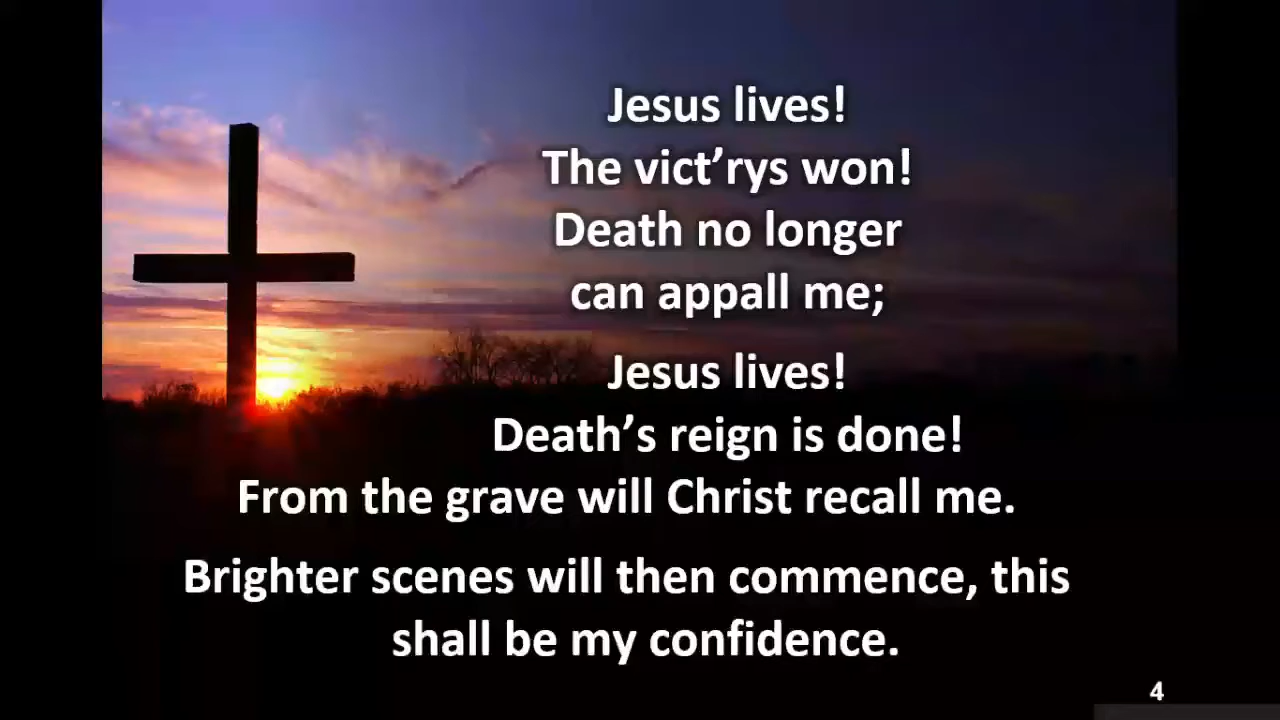 Jesus lives!
The vict’rys won!
Death no longer
can appall me;
Jesus lives!
Death’s reign is done!
From the grave will Christ recall me.
Brighter scenes will then commence, this
shall be my confidence.
4